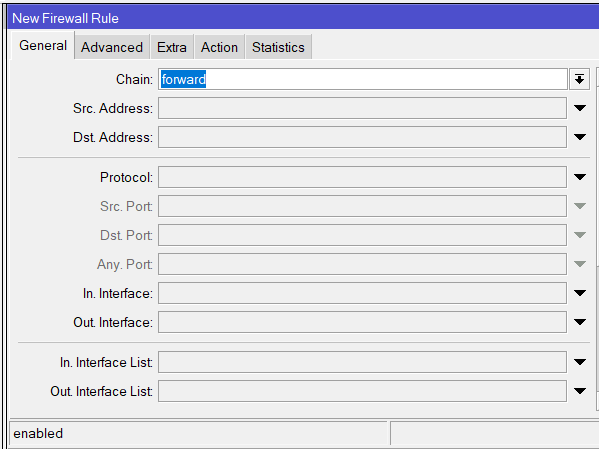 New Firewall Rule
General Advanced Extra Action Statistics
Chain: forward
Src. Address:
Dst. Address:
Protocol:
Src. Port:
Dst. Port:
Any. Port:
In. Interface:
Out. Interface:
In. Interface List:
Out. Interface List:
enabled